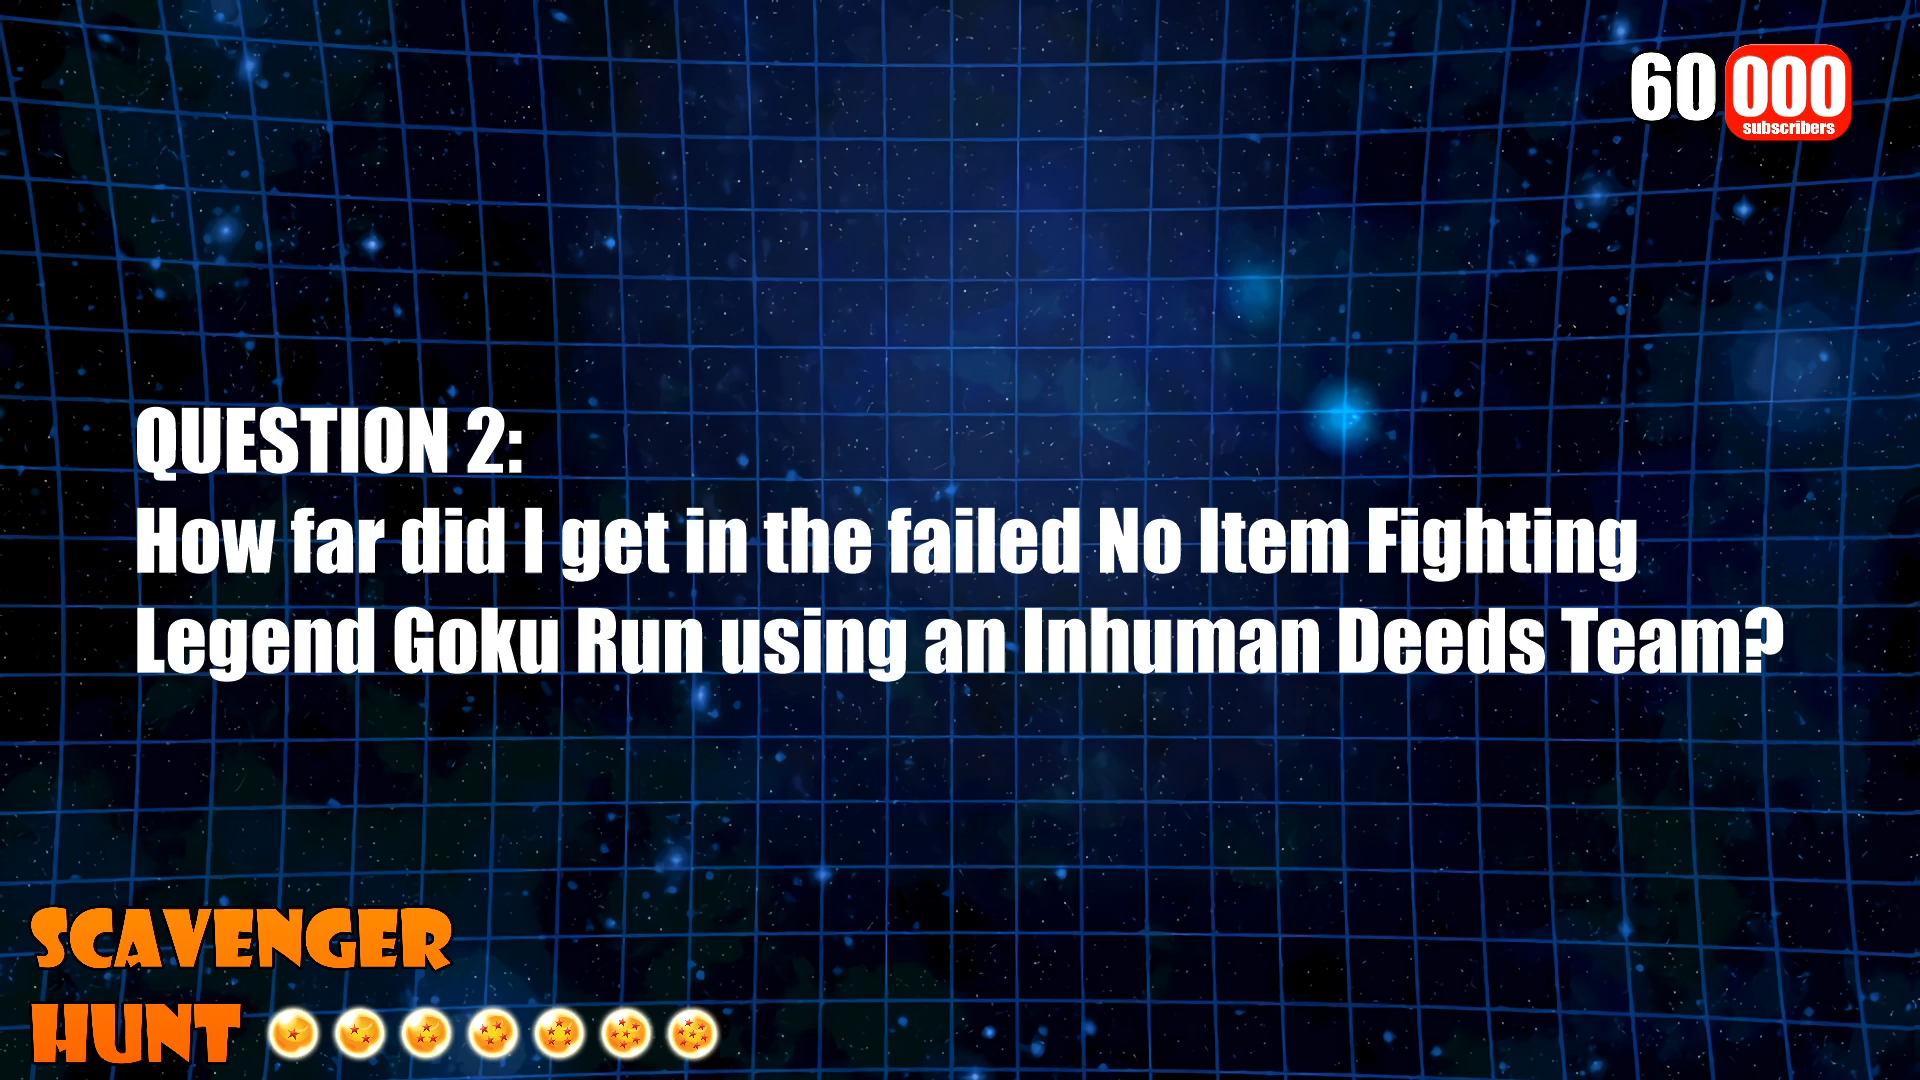 60 000
subscribers
QUESTION 2:
How far did I get in the failed No Item Fighting
Legend Goku Run using an Inhuman Deeds Team?
SCAVENGER
HUNT